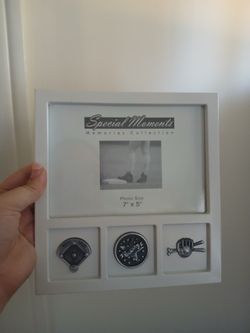 Special Moments
Memories Collection
Photo Size
7" x 5"